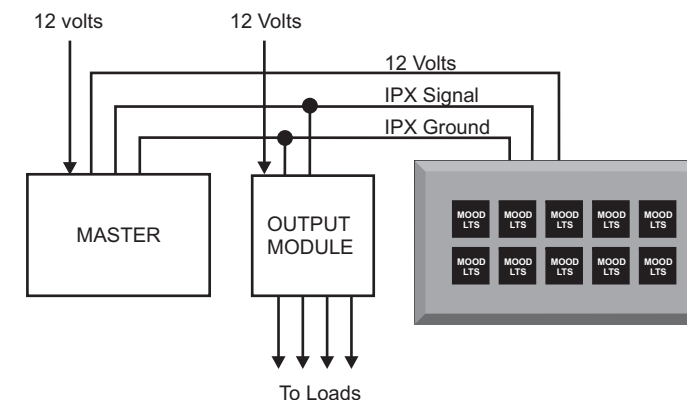 12 volts
12 Volts
12 Volts
IPX Signal
IPX Ground
MASTER
OUTPUT
MODULE
MOOD MOOD MOOD MOOD MOOD
LTS LTS LTS LTS LTS
MOOD MOOD MOOD MOOD MOOD
LTS LTS LTS LTS LTS
To Loads